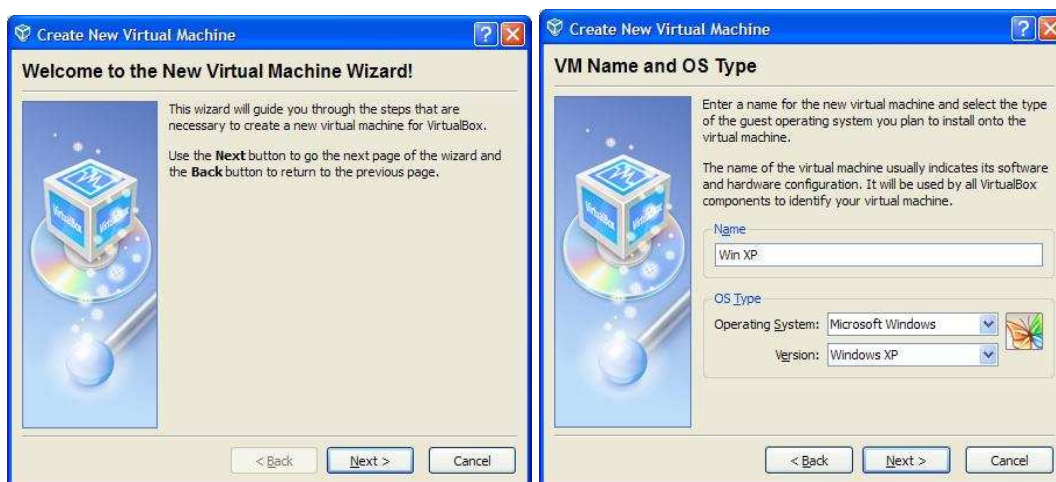 Create New Virtual Machine
Welcome to the New Virtual Machine Wizard!
This wizard will guide you through the steps that are
necessary to create a new virtual machine for VirtualBox.
Use the Next button to go the next page of the wizard and
the Back button to return to the previous page.
VirtualBox
VirtualBox
< Back
Next >
Cancel
Create New Virtual Machine
VM Name and OS Type
Enter a name for the new virtual machine and select the type
of the guest operating system you plan to install onto the
virtual machine.
The name of the virtual machine usually indicates its software
and hardware configuration. It will be used by all VirtualBox
components to identify your virtual machine.
Name
Win XP
OS Type
Operating System: Microsoft Windows
Version: Windows XP
VirtualBox
VirtualBox
< Back
Next >
Cancel